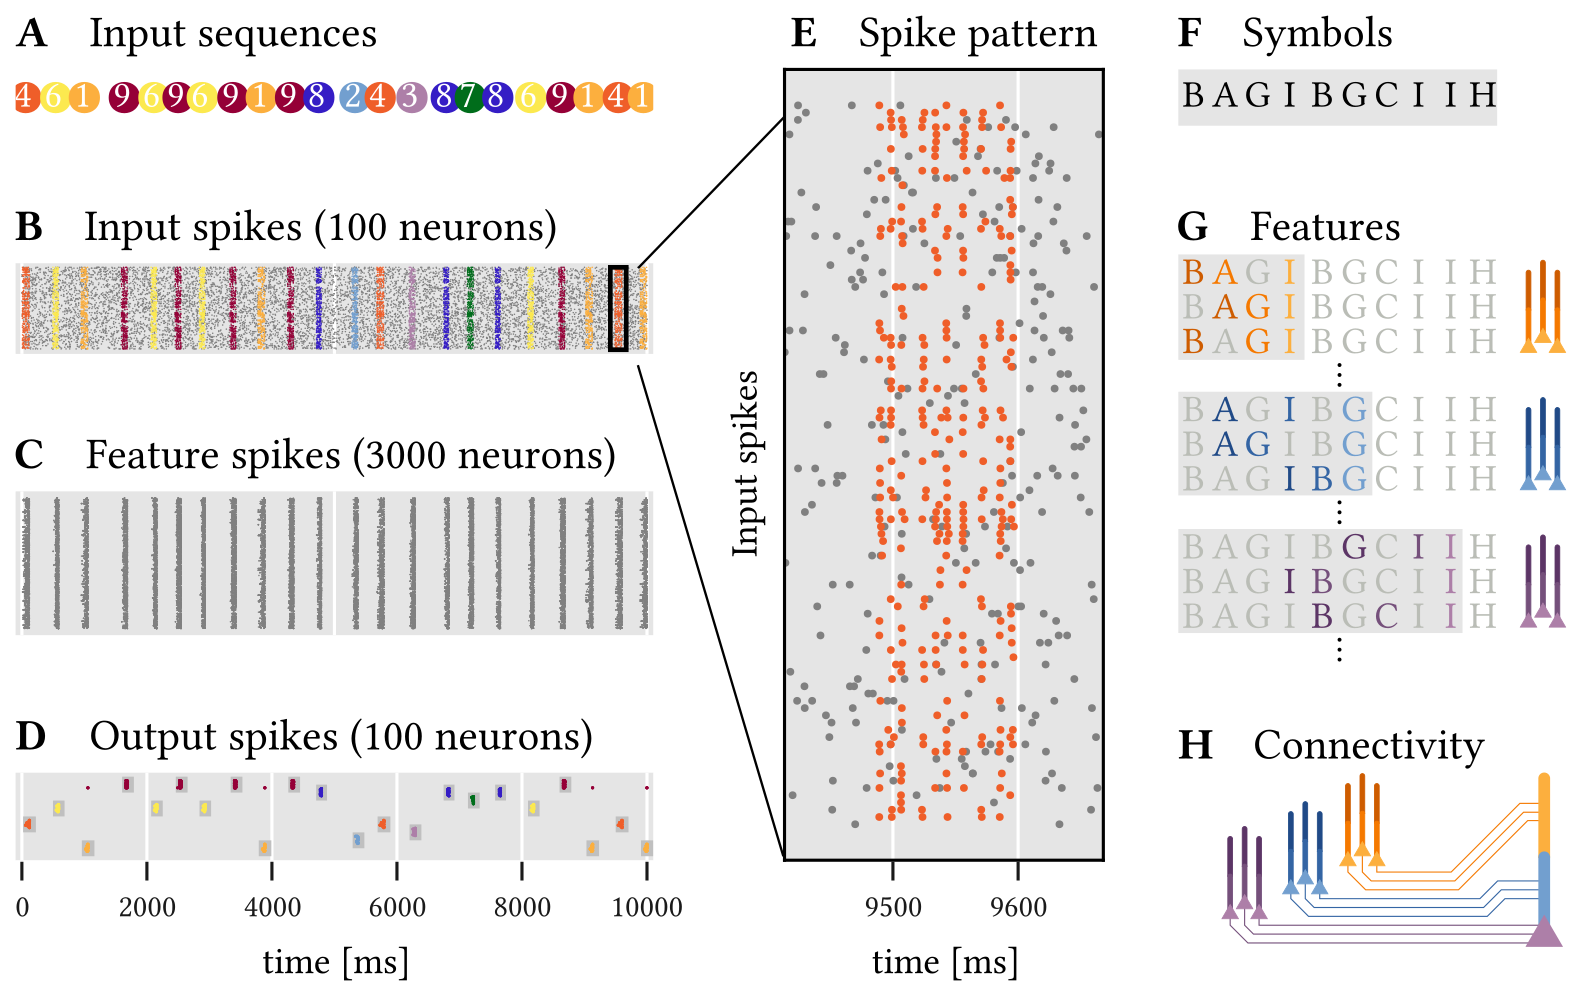 A Input sequences
4 6 1 9 6 9 6 9 1 9 8 2 4 3 8 7 8 6 9 1 4 1
B Input spikes (100 neurons)
C Feature spikes (3000 neurons)
D Output spikes (100 neurons)
0 2000 4000 6000 8000 10000
time [ms]
E Spike pattern
Input spikes
9500 9600
time [ms]
F Symbols
B A G I B G C I I H
G Features
B A G I B G C I I H
B A G I B G C I I H
B A G I B G C I I H
B A G I B G C I I H
B A G I B G C I I H
B A G I B G C I I H
B A G I B G C I I H
B A G I B G C I I H
B A G I B G C I I H
H Connectivity